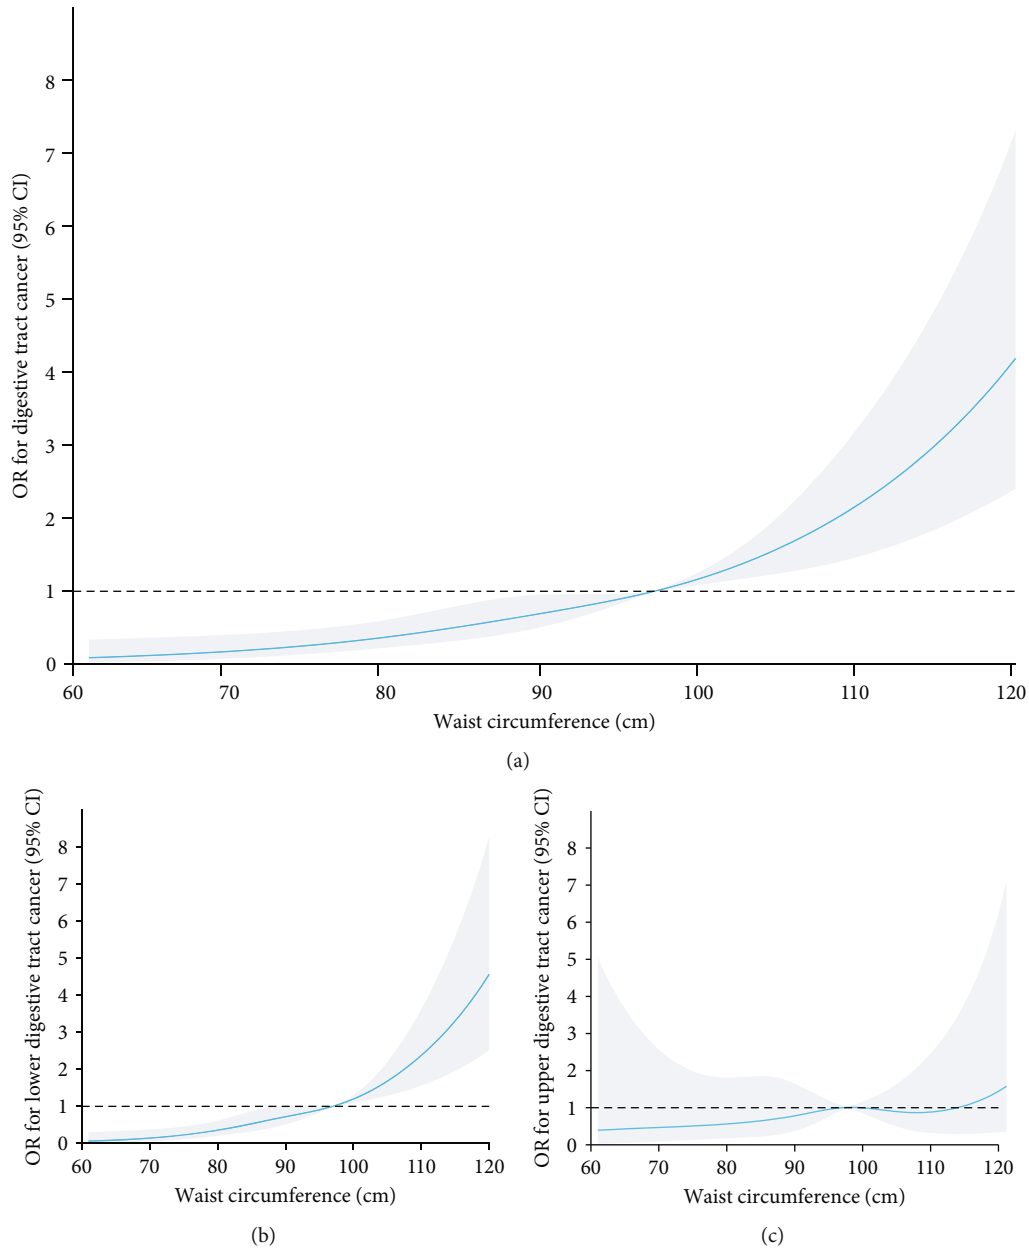 OR for digestive tract cancer (95% CI)
8
7
6
5
4
3
2
1
0
60 70 80 90 100 110 120
Waist circumference (cm)
(a)
OR for lower digestive tract cancer (95% CI)
8
7
6
5
4
3
2
1
0
60 70 80 90 100 110 120
Waist circumference (cm)
(b)
OR for upper digestive tract cancer (95% CI)
8
7
6
5
4
3
2
1
0
60 70 80 90 100 110 120
Waist circumference (cm)
(c)